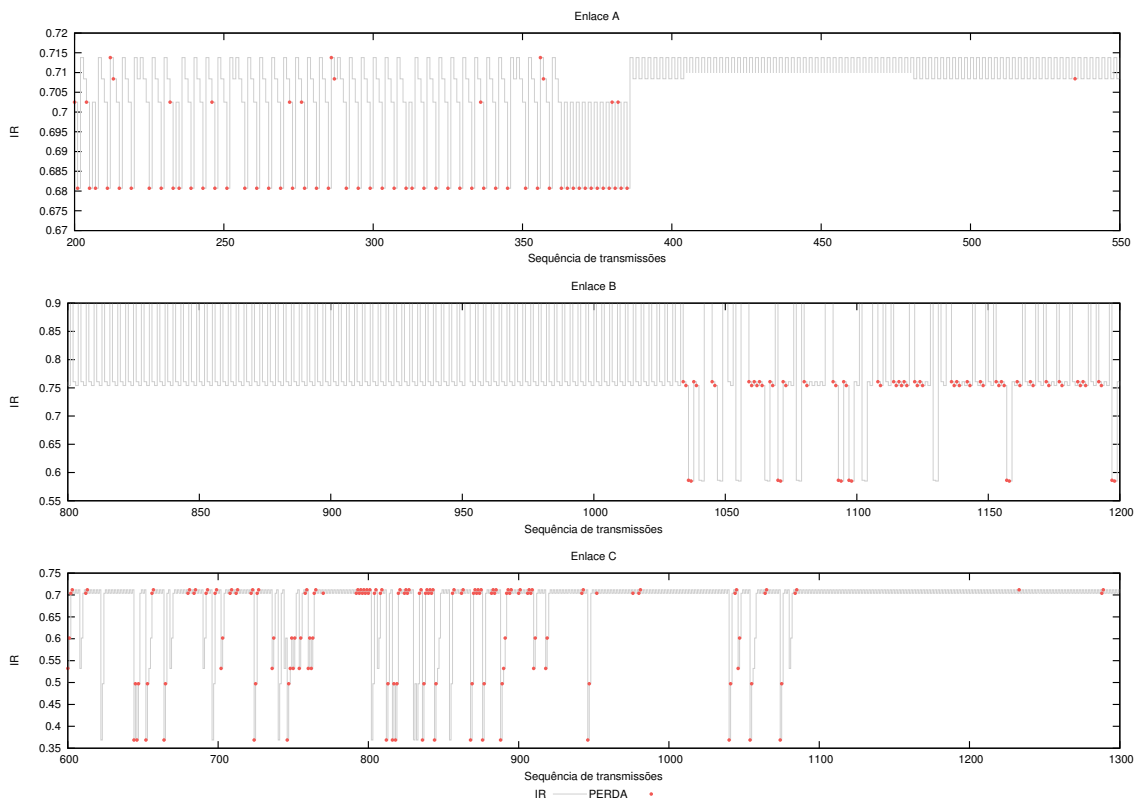 Enlace A
0.72
0.715
0.71
0.705
0.7
0.695
0.69
0.685
0.68
0.675
0.67
IR
200 250 300 350 400 450 500 550
Sequência de transmissões
Enlace B
0.9
0.85
0.8
0.75
0.7
0.65
0.6
0.55
IR
800 850 900 950 1000 1050 1100 1150 1200
Sequência de transmissões
Enlace C
0.75
0.7
0.65
0.6
0.55
0.5
0.45
0.4
0.35
IR
600 700 800 900 1000 1100 1200 1300
Sequência de transmissões
IR PERDA